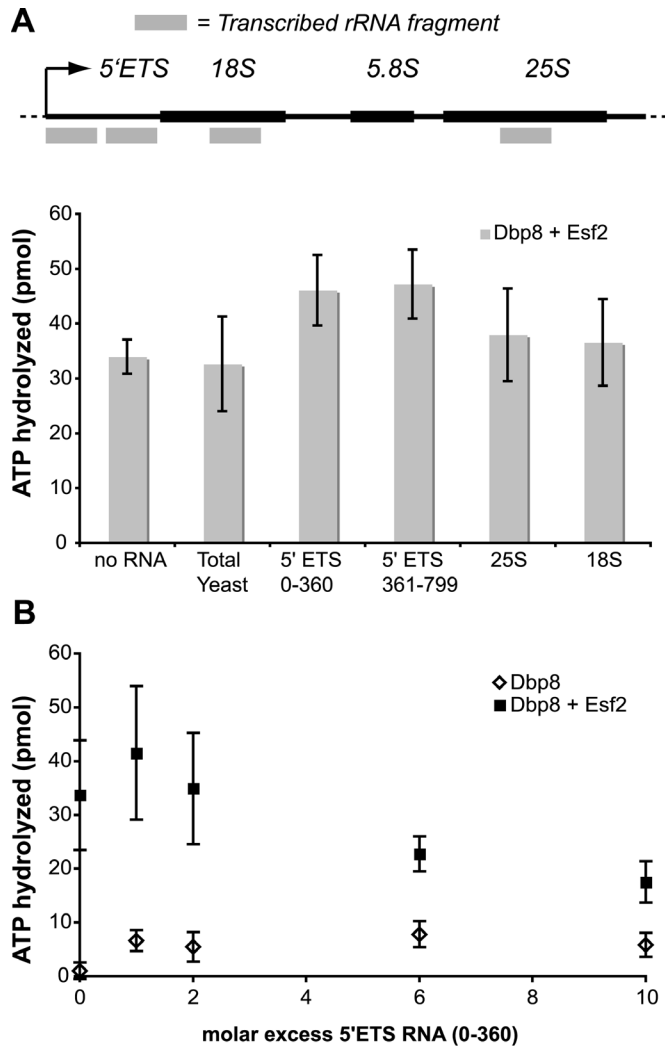 A
= Transcribed rRNA fragment
5'ETS 18S 5.8S 25S
ATP hydrolyzed (pmol)
60
50
40
30
20
10
0
Dbp8 + Esf2
no RNA
Total Yeast
5' ETS 0-360
5' ETS 361-799
25S
18S
B
ATP hydrolyzed (pmol)
60
50
40
30
20
10
0
Dbp8
Dbp8 + Esf2
0 2 4 6 8 10
molar excess 5'ETS RNA (0-360)